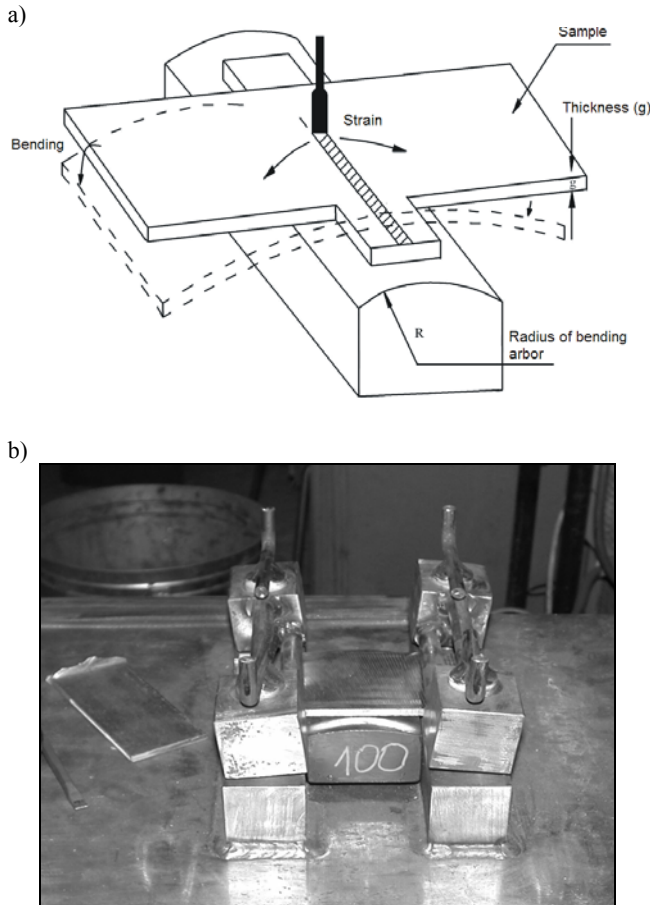 a)
Sample
Thickness (g)
Strain
Bending
g
R
Radius of bending
arbor
b)
100